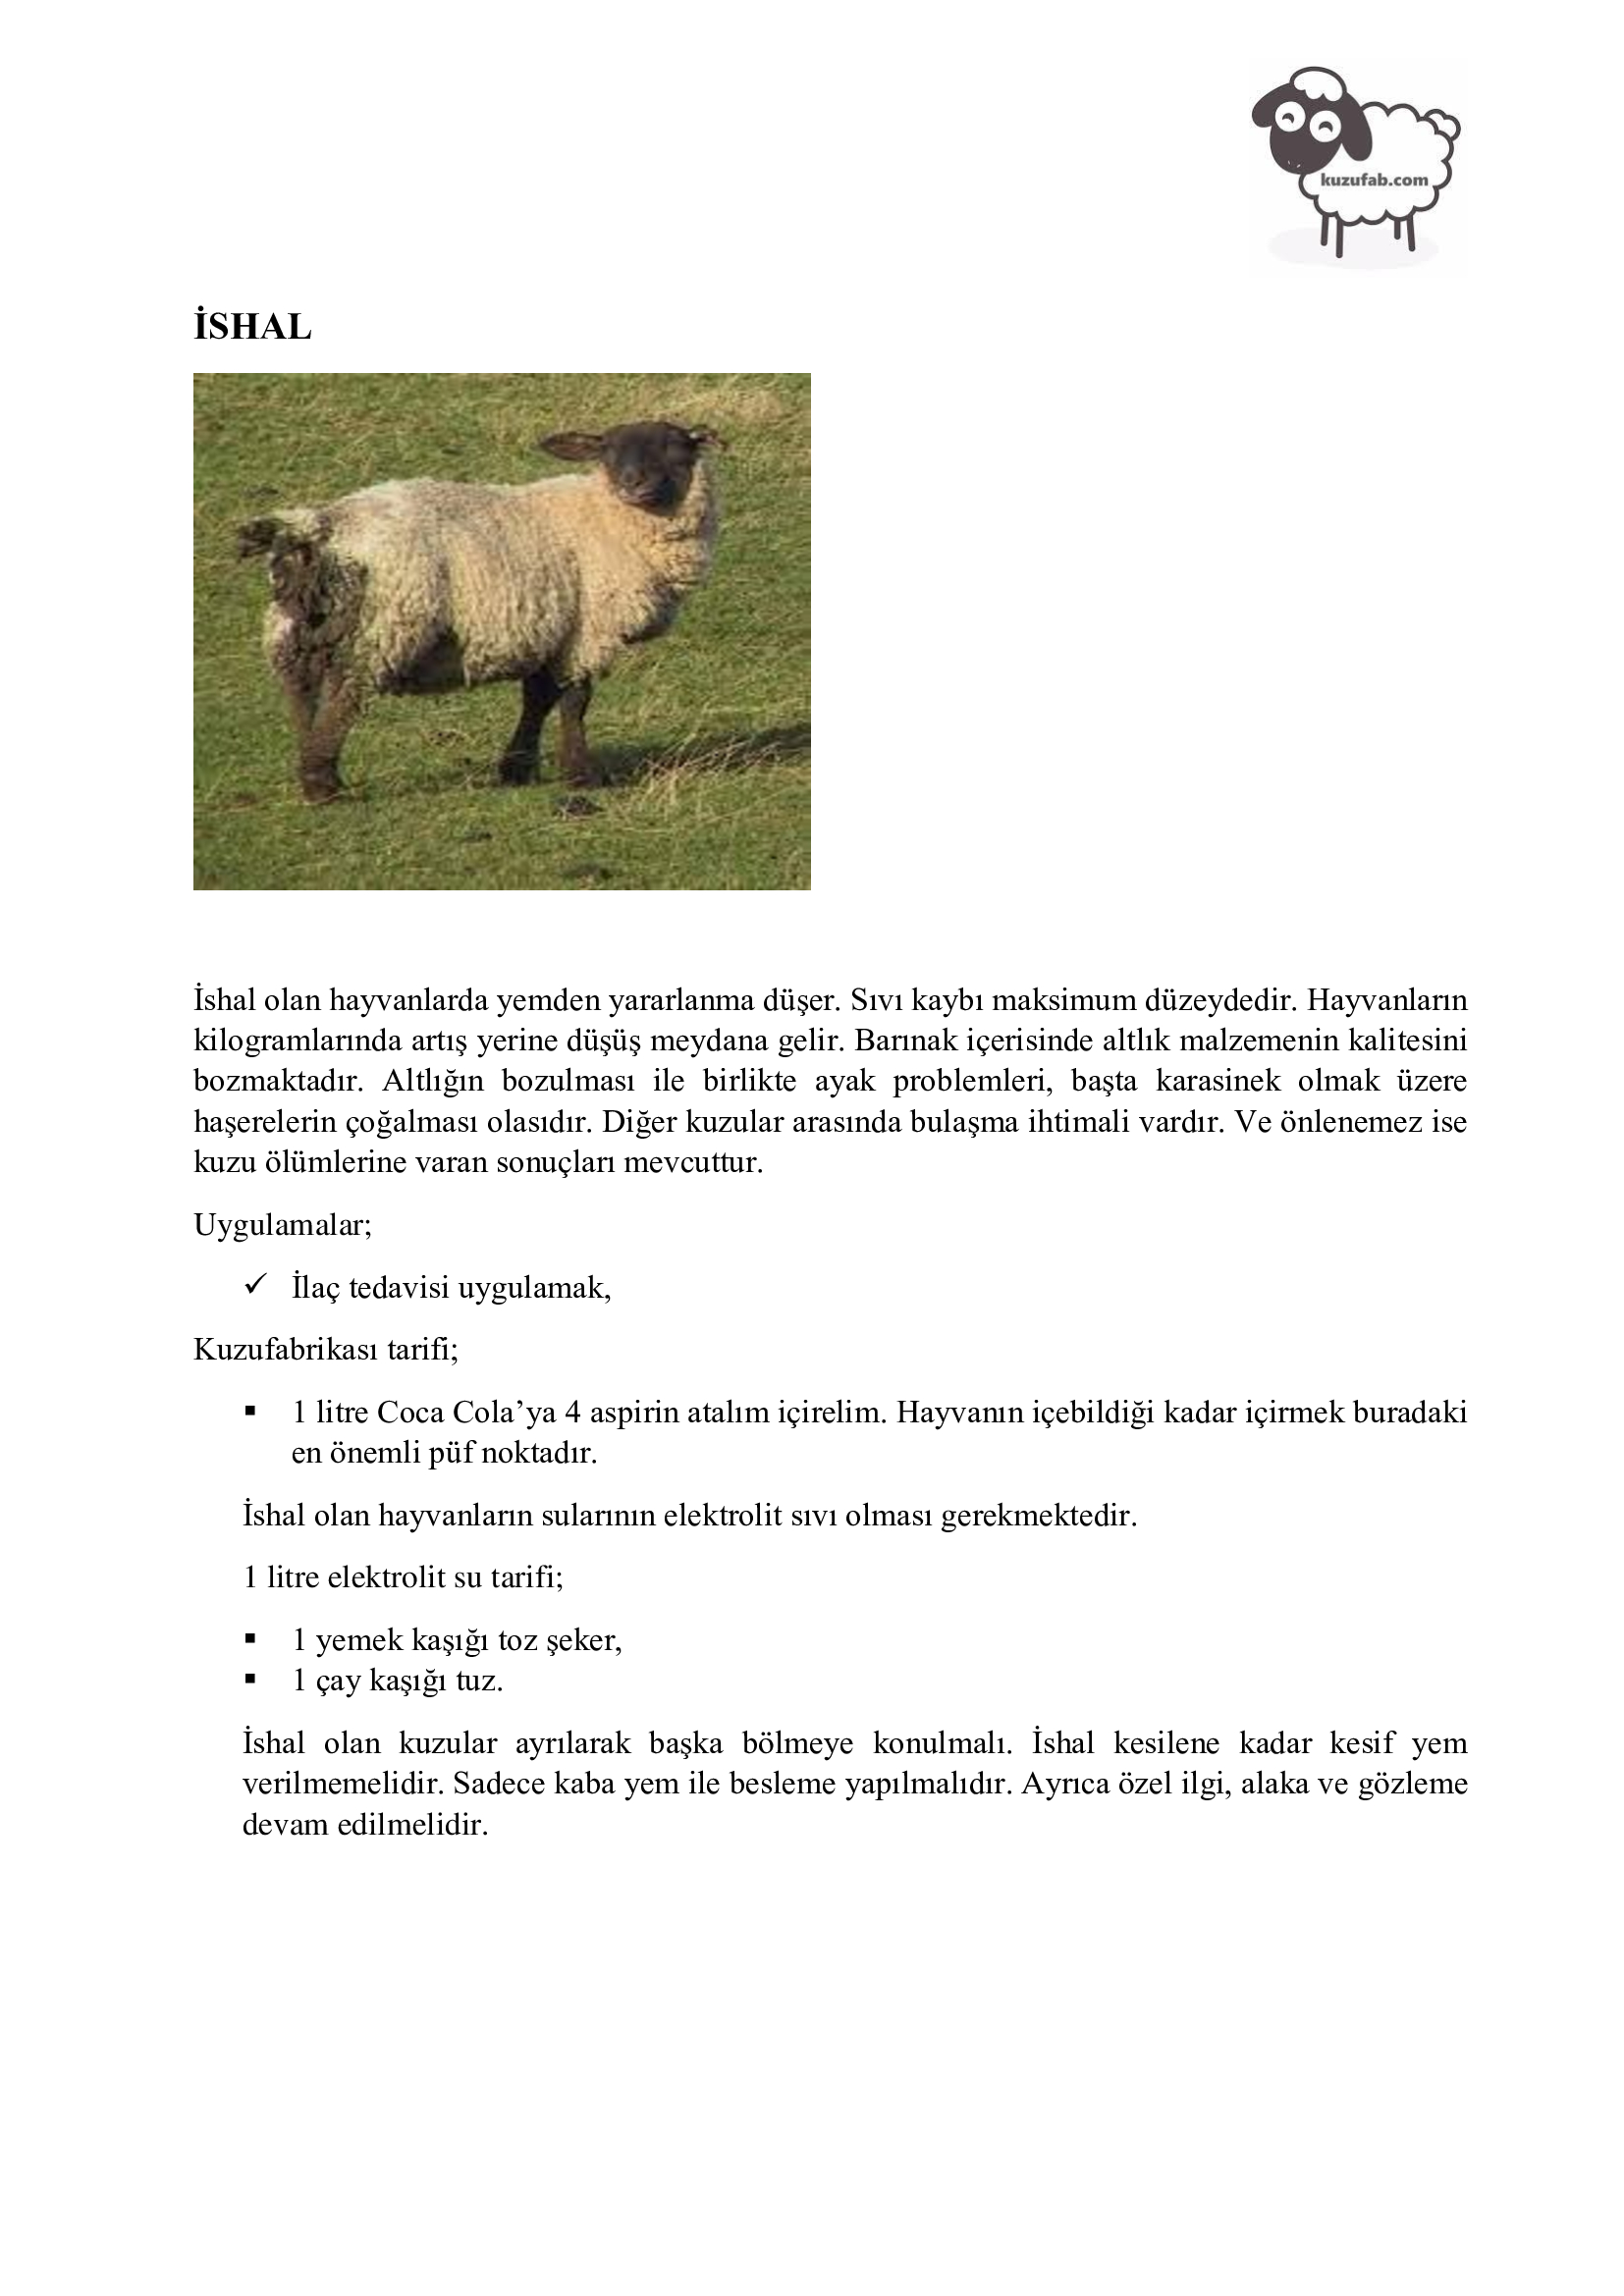 kuzufab.com
İSHAL
İshal olan hayvanlarda yemden yararlanma düşer. Sıvı kaybı maksimum düzeydedir. Hayvanların
kilogramlarında artış yerine düşüş meydana gelir. Barınak içerisinde altlık malzemenin kalitesini
bozmaktadır. Altlığın bozulması ile birlikte ayak problemleri, başta karasinek olmak üzere
haşerelerin çoğalması olasıdır. Diğer kuzular arasında bulaşma ihtimali vardır. Ve önlenemez ise
kuzu ölümlerine varan sonuçları mevcuttur.
Uygulamalar;
✓ İlaç tedavisi uygulamak,
Kuzufabrikası tarifi;
▪ 1 litre Coca Cola’ya 4 aspirin atalım içirelim. Hayvanın içebildiği kadar içirmek buradaki
en önemli püf noktadır.
İshal olan hayvanların sularının elektrolit sıvı olması gerekmektedir.
1 litre elektrolit su tarifi;
▪ 1 yemek kaşığı toz şeker,
▪ 1 çay kaşığı tuz.
İshal olan kuzular ayrılarak başka bölmeye konulmalı. İshal kesilene kadar kesif yem
verilmemelidir. Sadece kaba yem ile besleme yapılmalıdır. Ayrıca özel ilgi, alaka ve gözleme
devam edilmelidir.